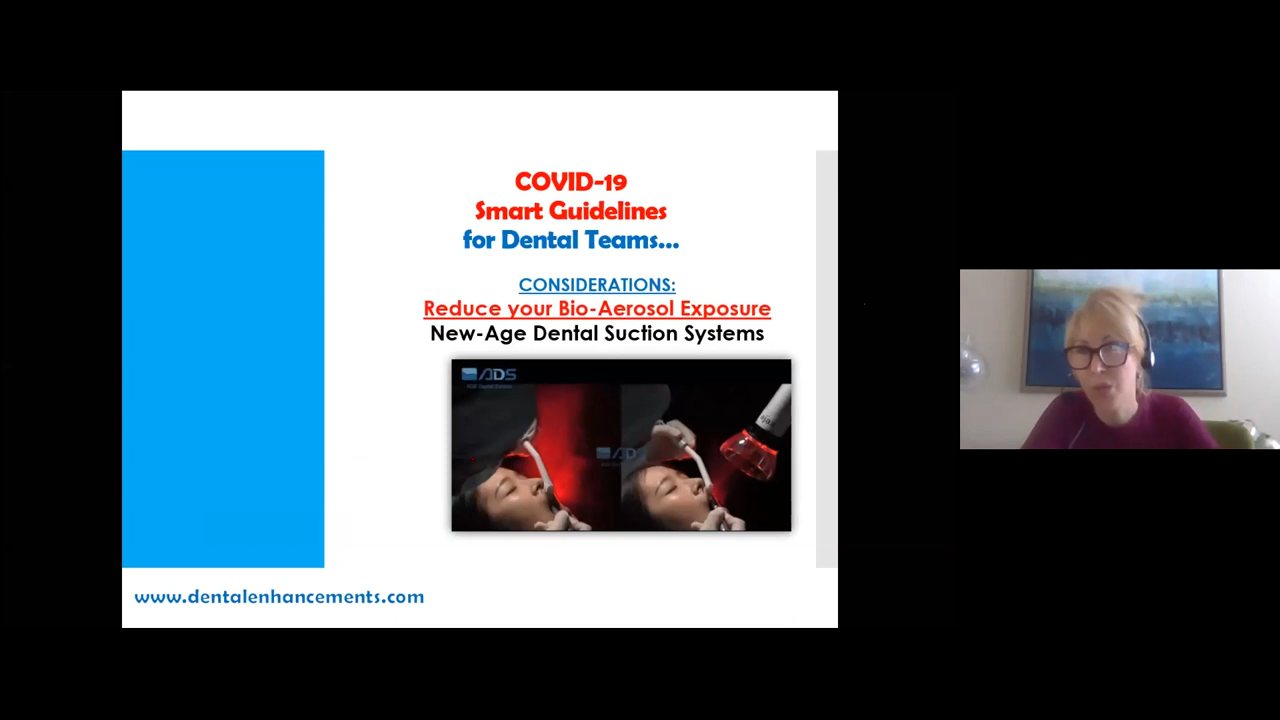 COVID-19
Smart Guidelines
for Dental Teams...
CONSIDERATIONS:
Reduce your Bio-Aerosol Exposure
New-Age Dental Suction Systems
ADS
ADS
www.dentalenhancements.com